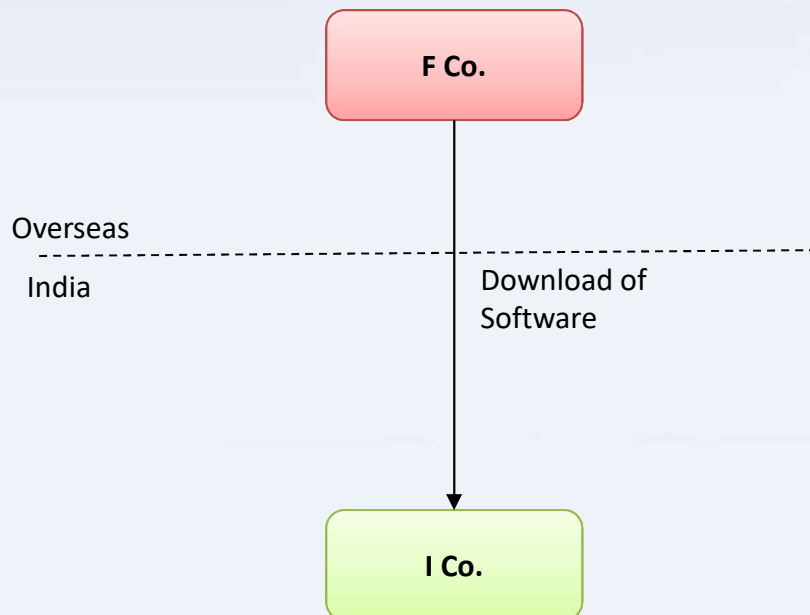 F Co.
Overseas
India
Download of
Software
I Co.